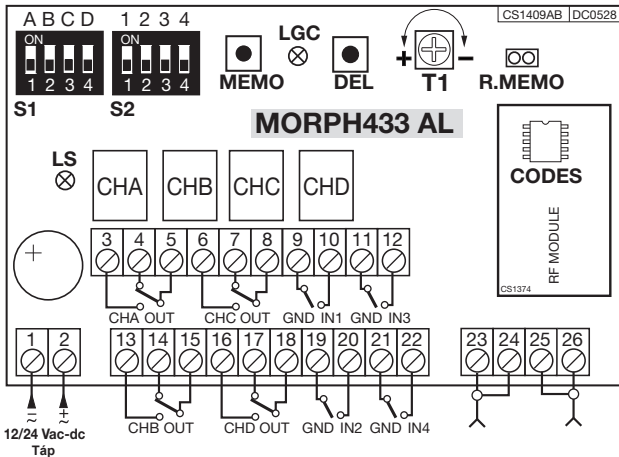 A B C D 1 2 3 4 CS1409AB DC0528
ON ON LGC
1 2 3 4 1 2 3 4 MEMO DEL + T1 − R.MEMO
S1 S2
MORPH433 AL
LS
CHA CHB CHC CHD CODES
RF MODULE
CS1374
+
3 4 5 6 7 8 9 10 11 12
CHA OUT CHC OUT GND IN1 GND IN3
1 2 13 14 15 16 17 18 19 20 21 22 23 24 25 26
CHB OUT CHD OUT GND IN2 GND IN4
12/24 Vac-dc
Táp